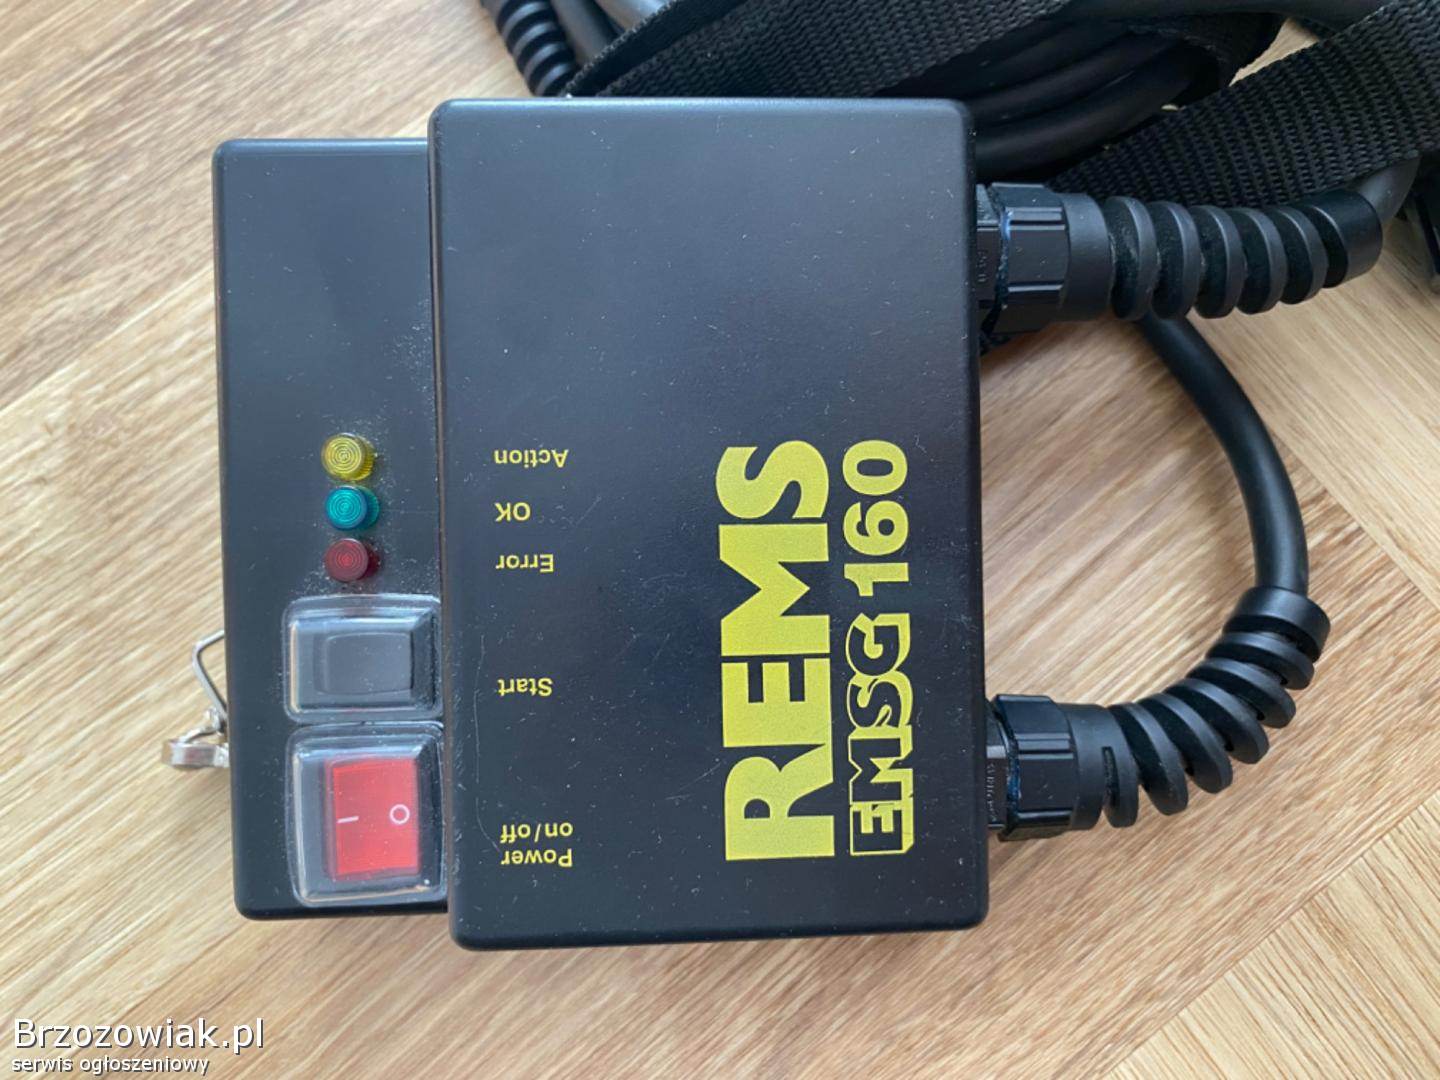 REMS
EMSG 160
Action
OK
Error
Start
Power
on/off
I O
Brzozowiak.pl
serwis ogłoszeniowy